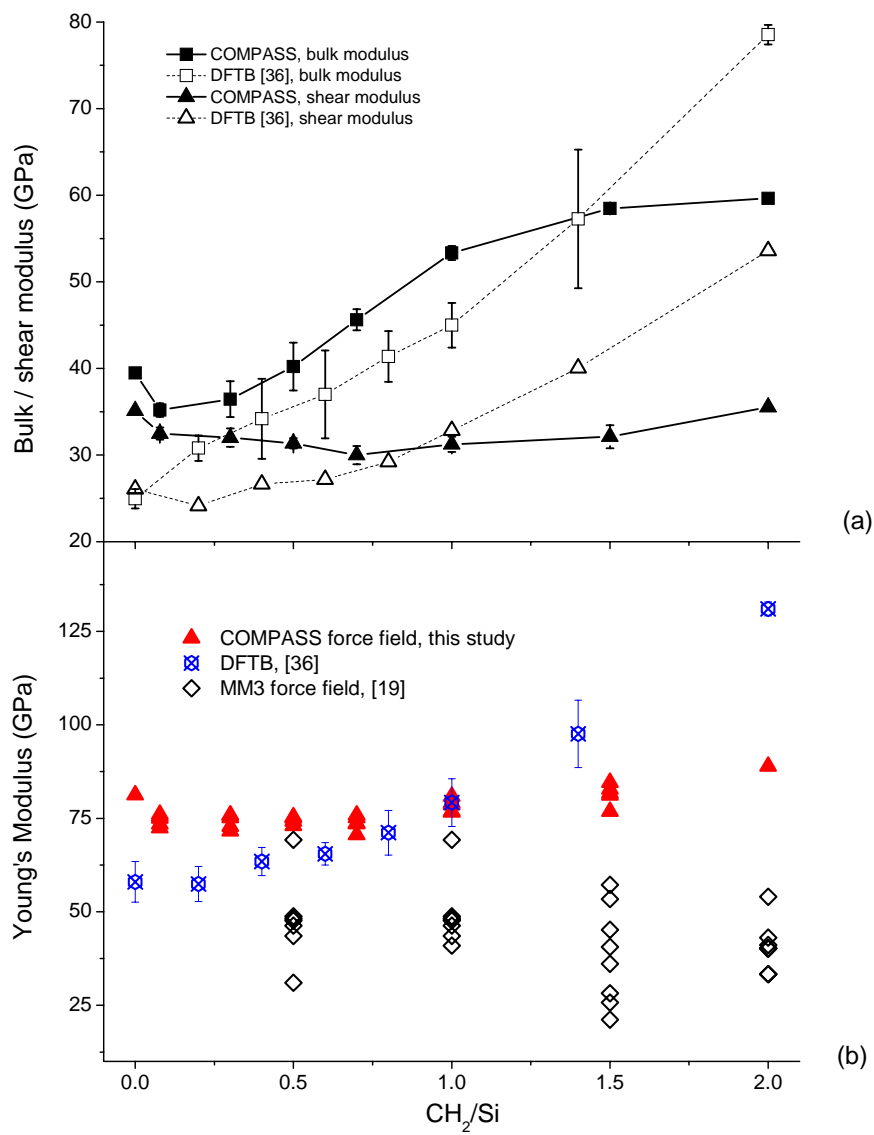 80
70
60
50
40
30
20
Bulk / shear modulus (GPa)
COMPASS, bulk modulus
DFTB [36], bulk modulus
COMPASS, shear modulus
DFTB [36], shear modulus
(a)
125
100
75
50
25
Young's Modulus (GPa)
COMPASS force field, this study
DFTB, [36]
MM3 force field, [19]
(b)
0.0 0.5 1.0 1.5 2.0
CH2/Si